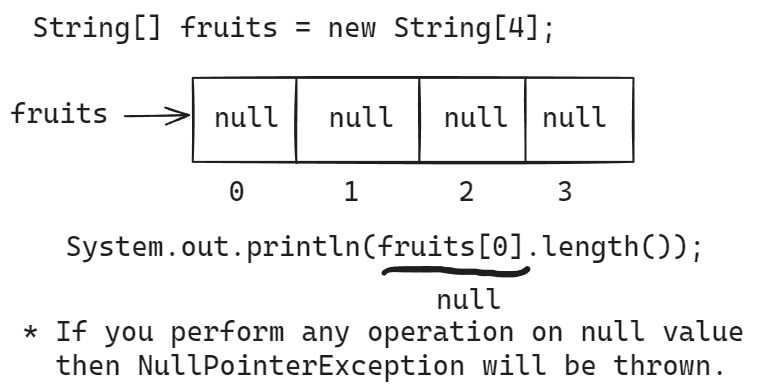 String[] fruits = new String[4];
fruits
null null null null
0 1 2 3
System.out.println(fruits[0].length());
null
* If you perform any operation on null value
then NullPointerException will be thrown.